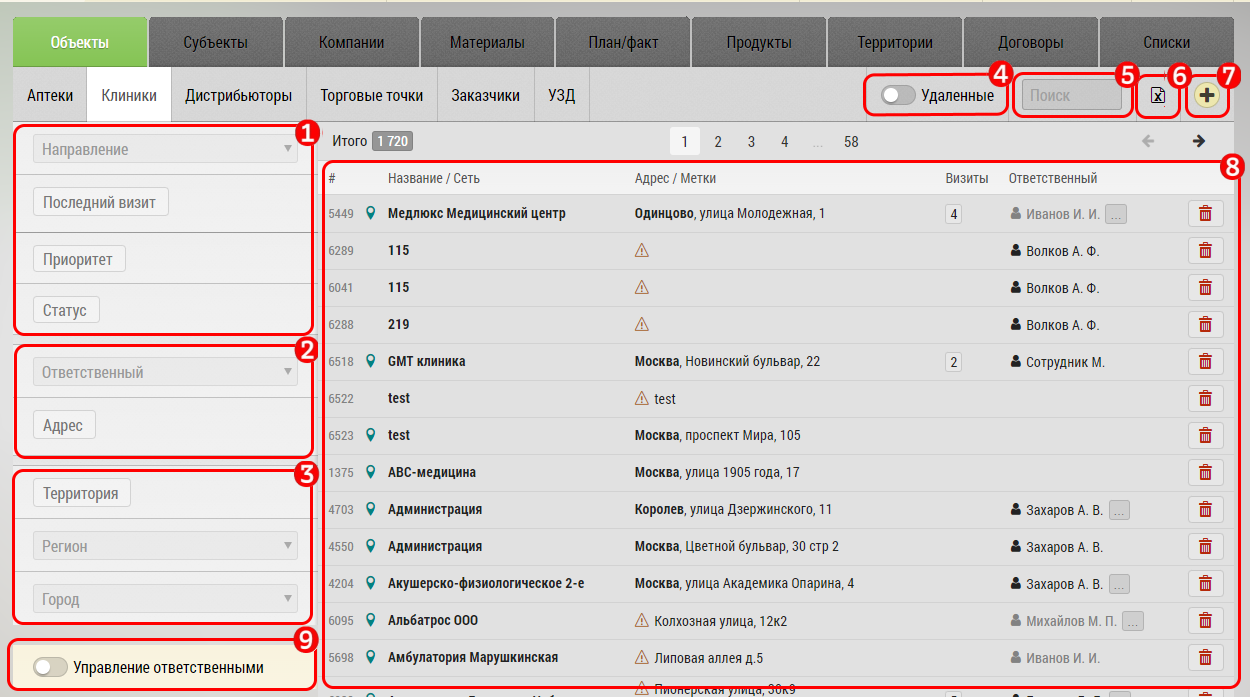 Объекты Субъекты Компании Материалы План/факт Продукты Территории Договоры Списки
Аптеки Клиники Дистрибьюторы Торговые точки Заказчики УЗД Удаленные 4 Поиск 5 6 7
1
Направление
Последний визит
Приоритет
Статус
2
Ответственный
Адрес
3
Территория
Регион
Город
9
Управление ответственными
Итого 1 720 1 2 3 4 ... 58
8
# Название / Сеть Адрес / Метки Визиты Ответственный
5449 Медлюкс Медицинский центр Одинцово, улица Молодежная, 1 4 Иванов И. И. ...
6289 115 Волков А. Ф.
6041 115 Волков А. Ф.
6288 219 Волков А. Ф.
6518 GMT клиника Москва, Новинский бульвар, 22 2 Сотрудник М.
6522 test test
6523 test Москва, проспект Мира, 105
1375 АВС-медицина Москва, улица 1905 года, 17
4703 Администрация Королев, улица Дзержинского, 11 Захаров А. В. ...
4550 Администрация Москва, Цветной бульвар, 30 стр 2 Захаров А. В.
4204 Акушерско-физиологическое 2-е Москва, улица Академика Опарина, 4 Захаров А. В. ...
6095 Альбатрос ООО Колхозная улица, 12к2 Михайлов М. П. ...
5698 Амбулатория Марушкинская Липовая аллея д.5 Иванов И. И.
Пионерская улица, 30к9